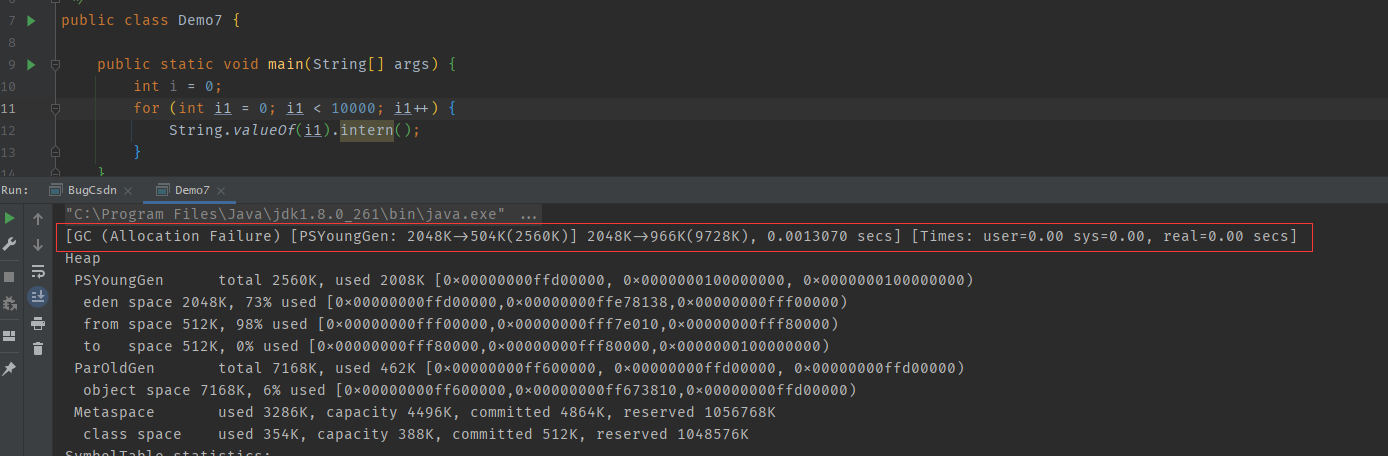 7 public class Demo7 {
8
9 public static void main(String[] args) {
10 int i = 0;
11 for (int i1 = 0; i1 < 10000; i1++) {
12 String.valueOf(i1).intern();
13 }
14 }
Run: BugCsdn × Demo7 ×
"C:\Program Files\Java\jdk1.8.0_261\bin\java.exe" ...
[GC (Allocation Failure) [PSYoungGen: 2048K->504K(2560K)] 2048K->966K(9728K), 0.0013070 secs] [Times: user=0.00 sys=0.00, real=0.00 secs]
Heap
PSYoungGen total 2560K, used 2008K [0x00000000ffd00000, 0x0000000100000000, 0x0000000100000000)
eden space 2048K, 73% used [0x00000000ffd00000,0x00000000ffe78138,0x00000000fff00000)
from space 512K, 98% used [0x00000000fff00000,0x00000000fff7e010,0x00000000fff80000)
to space 512K, 0% used [0x00000000fff80000,0x00000000fff80000,0x0000000100000000)
ParOldGen total 7168K, used 462K [0x00000000ff600000, 0x00000000ffd00000, 0x00000000ffd00000)
object space 7168K, 6% used [0x00000000ff600000,0x00000000ff673810,0x00000000ffd00000)
Metaspace used 3286K, capacity 4496K, committed 4864K, reserved 1056768K
class space used 354K, capacity 388K, committed 512K, reserved 1048576K
SymbolTable statistics: